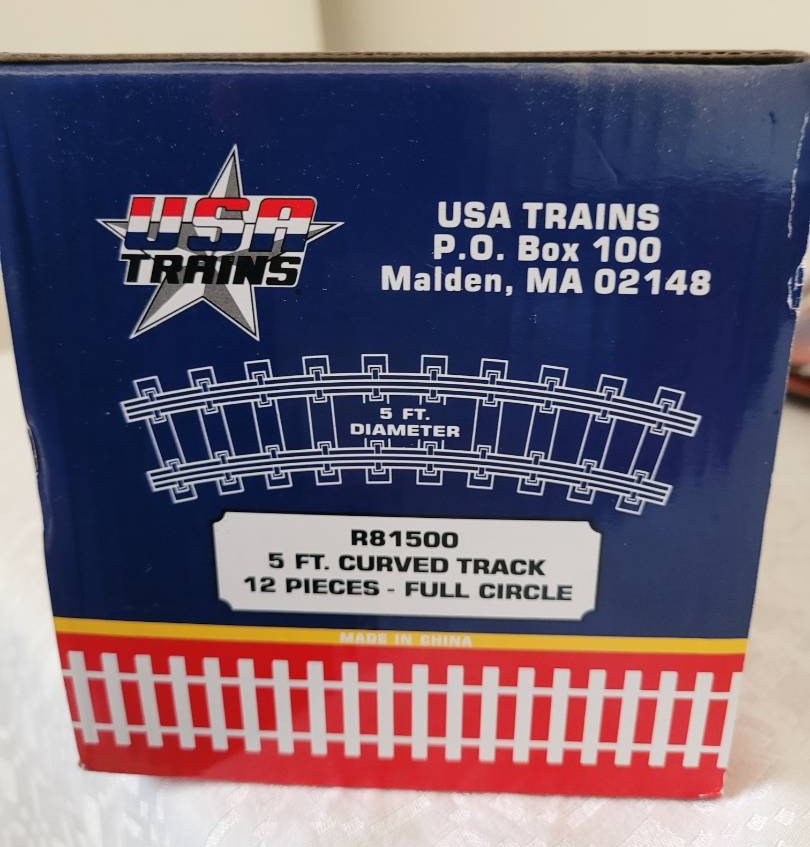 USA
TRAINS
USA TRAINS
P.O. Box 100
Malden, MA 02148
5 FT.
DIAMETER
R81500
5 FT. CURVED TRACK
12 PIECES - FULL CIRCLE
MADE IN CHINA